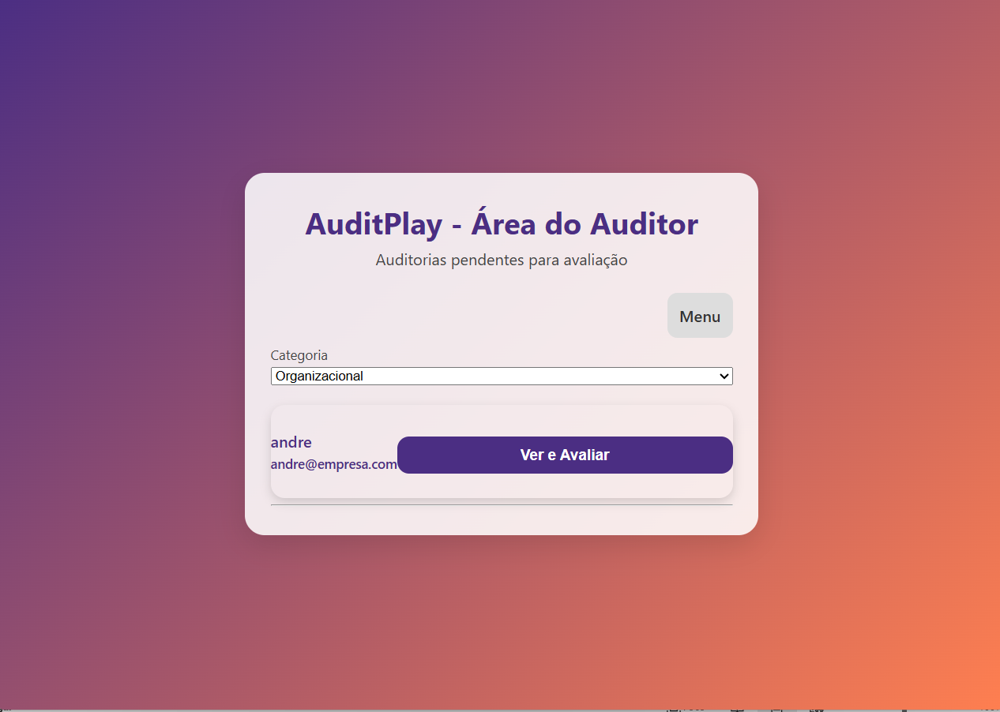 AuditPlay - Área do Auditor
Auditorias pendentes para avaliação
Menu
Categoria
Organizacional
andre
andre@empresa.com
Ver e Avaliar